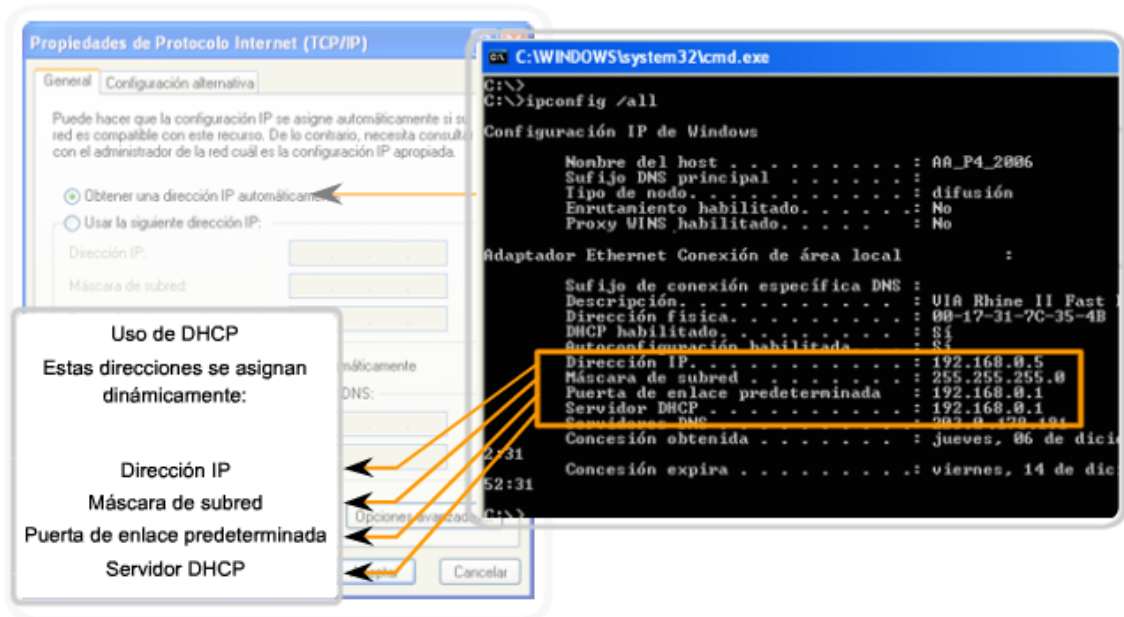 Propiedades de Protocolo Internet (TCP/IP)
General
Configuración alternativa
Puede hacer que la configuración IP se asigne automáticamente si su
red es compatible con este recurso. De lo contrario, necesita consultar
con el administrador de la red cuál es la configuración IP apropiada.
Obtener una dirección IP
Usar la siguiente dirección IP:
Dirección IP:
Máscara de subred:
DNS:
Opciones
Cancelar
Uso de DHCP
Estas direcciones se asignan
dinámicamente:
Dirección IP
Máscara de subred
Puerta de enlace predeterminada
Servidor DHCP
C:\WINDOWS\system32\cmd.exe
C:\>
C:\>ipconfig /all
Configuración IP de Windows
Nombre del host . . . . . . . . . : AA_P4_2006
Sufijo DNS principal . . . . . . :
Tipo de nodo. . . . . . . . . . . : difusión
Enrutamiento habilitado. . . . . .: No
Proxy WINS habilitado. . . . . : No
Adaptador Ethernet Conexión de área local :
Sufijo de conexión específica DNS :
Descripción. . . . . . . . . . . : VIA Rhine II Fast
Dirección física. . . . . . . . . : 00-17-31-7C-35-4B
DHCP habilitado. . . . . . . . . : Sí
Autoconfiguración habilitada. . . : Sí
Dirección IP. . . . . . . . . . . : 192.168.0.5
Máscara de subred . . . . . . . . : 255.255.255.0
Puerta de enlace predeterminada : 192.168.0.1
Servidor DHCP . . . . . . . . . . : 192.168.0.1
Servidores DNS . . . . . . . . . : 203.0.178.191
Concesión obtenida . . . . . . . : jueves, 06 de dici
2:31
Concesión expira . . . . . . . . .: viernes, 14 de dic
52:31
C:\>